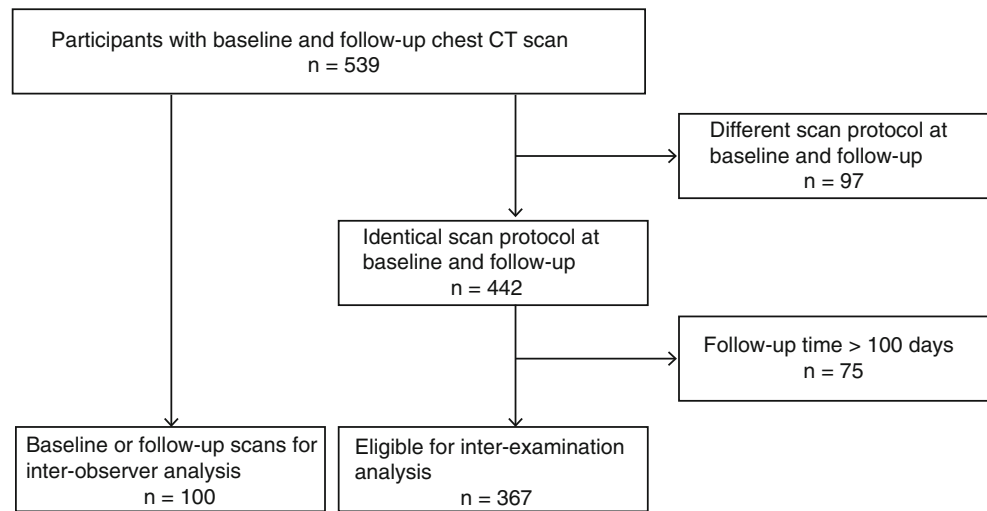 Participants with baseline and follow-up chest CT scan
n = 539
Different scan protocol at
baseline and follow-up
n = 97
Identical scan protocol at
baseline and follow-up
n = 442
Follow-up time > 100 days
n = 75
Baseline or follow-up scans for
inter-observer analysis
n = 100
Eligible for inter-examination
analysis
n = 367